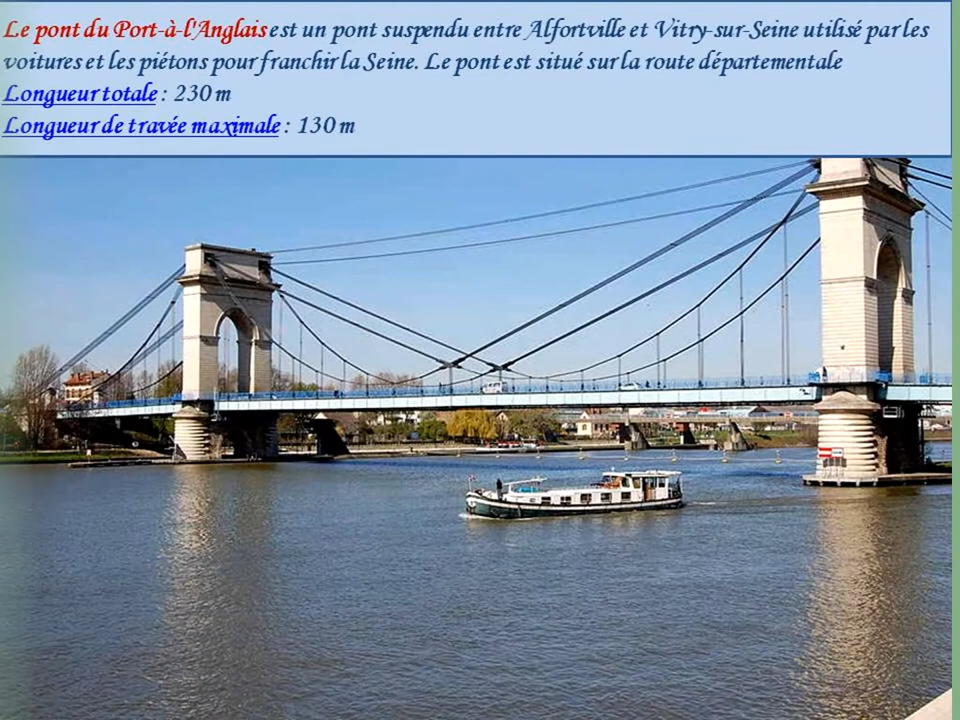 Le pont du Port-à-l'Anglais est un pont suspendu entre Alfortville et Vitry-sur-Seine utilisé par les
voitures et les piétons pour franchir la Seine. Le pont est situé sur la route départementale
Longueur totale : 230 m
Longueur de travée maximale : 130 m